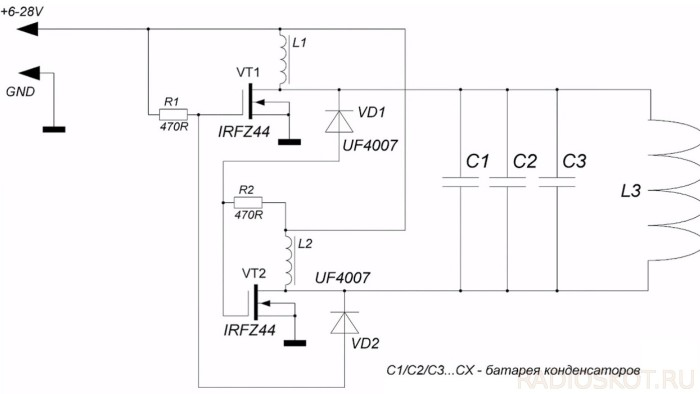 +6-28V
GND
L1
VT1
R1
470R
IRFZ44
VD1
UF4007
C1 C2 C3
L3
R2
470R
L2
VT2
UF4007
IRFZ44
VD2
C1/C2/C3...CX - батарея конденсаторов
RADIOSKOT.RU